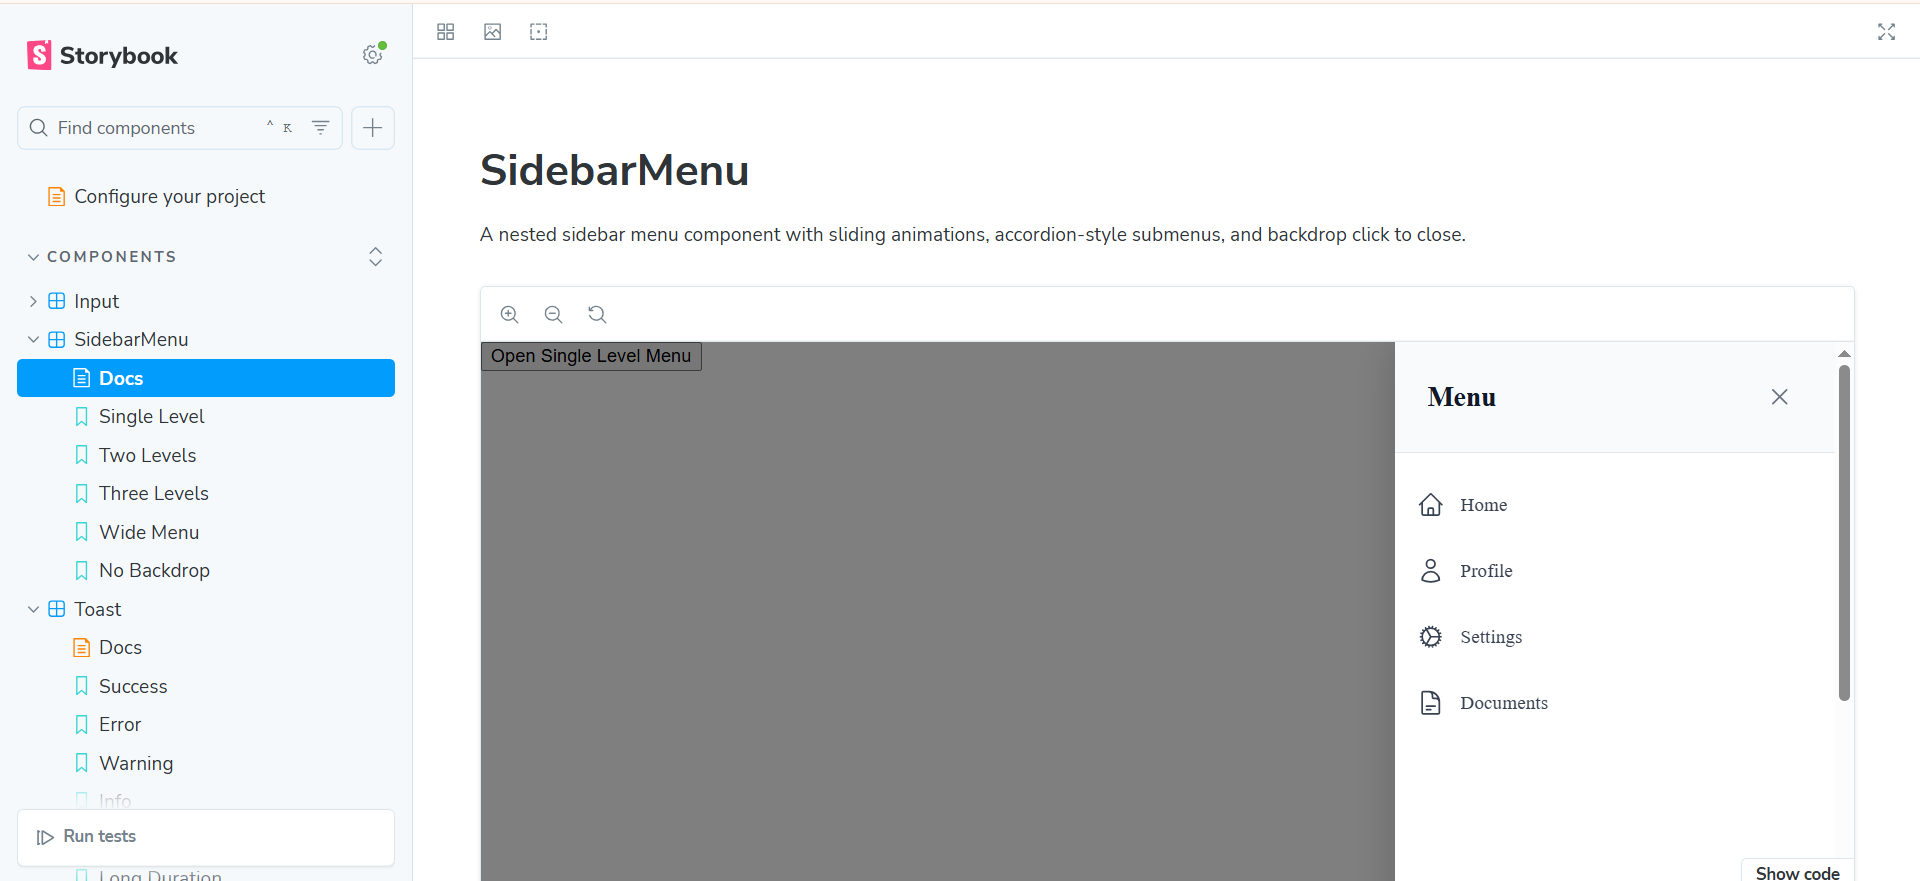 Storybook
Find components ^ K
Configure your project
COMPONENTS
Input
SidebarMenu
Docs
Single Level
Two Levels
Three Levels
Wide Menu
No Backdrop
Toast
Docs
Success
Error
Warning
Info
Run tests
Long Duration
SidebarMenu
A nested sidebar menu component with sliding animations, accordion-style submenus, and backdrop click to close.
Open Single Level Menu
Menu
Home
Profile
Settings
Documents
Show code